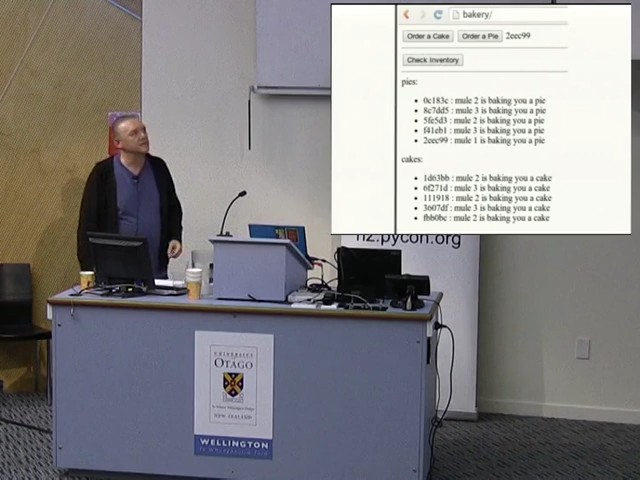 bakery/
Order a Cake Order a Pie 2eec99
Check Inventory
pies:
0c183c : mule 2 is baking you a pie
8c7dd5 : mule 3 is baking you a pie
5fe5d3 : mule 2 is baking you a pie
f41eb1 : mule 3 is baking you a pie
2eec99 : mule 1 is baking you a pie
cakes:
1d63bb : mule 2 is baking you a cake
6f271d : mule 3 is baking you a cake
111918 : mule 2 is baking you a cake
3607df : mule 3 is baking you a cake
fbb0bc : mule 2 is baking you a cake
nz.pycon.org
UNIVERSITY
OTAGO
NEW ZEALAND
WELLINGTON